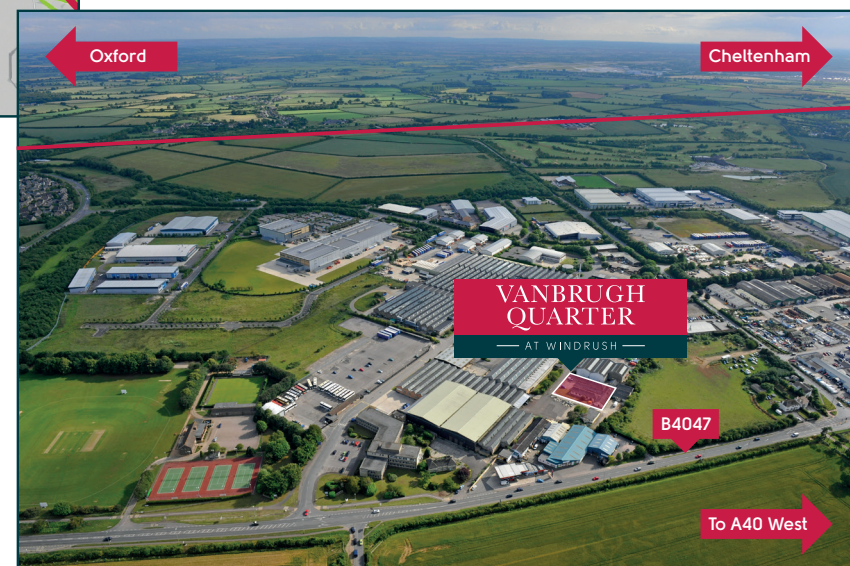 Oxford
Cheltenham
VANBRUGH
QUARTER
AT WINDRUSH
B4047
To A40 West